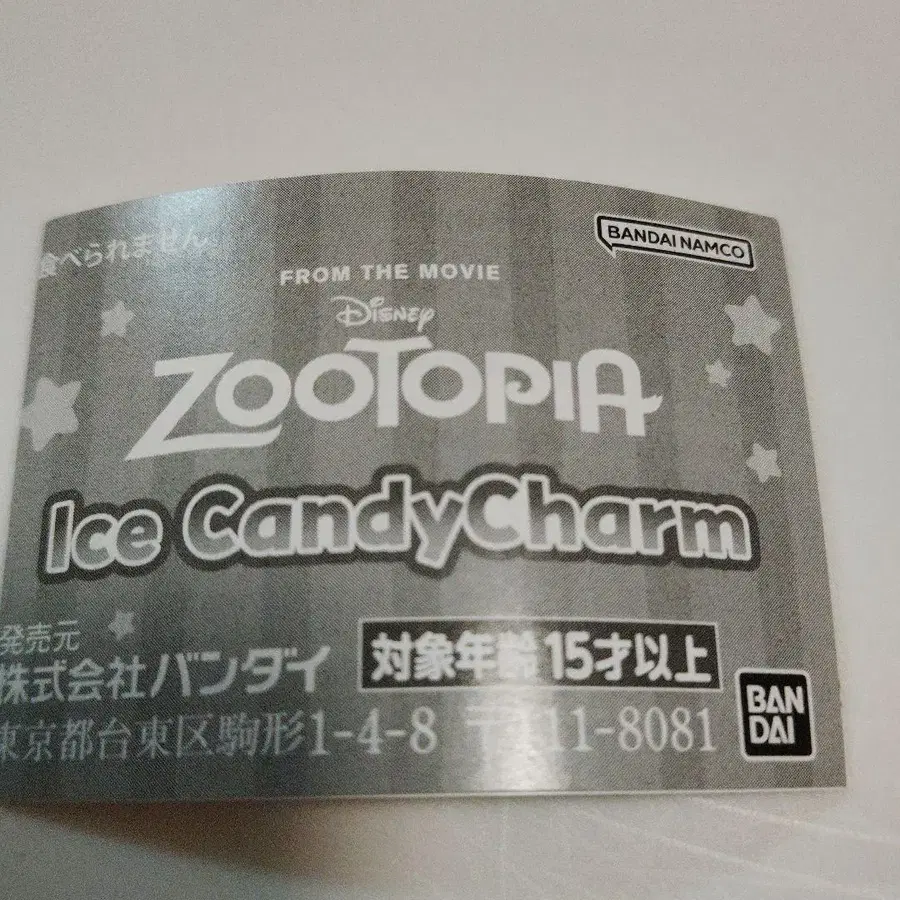 食べられません。
BANDAI NAMCO
FROM THE MOVIE
Disney
ZOOTOPIA
Ice CandyCharm
発売元
株式会社バンダイ
対象年齢 15才以上
東京都台東区駒形1-4-8 〒111-8081
BAN
DAI